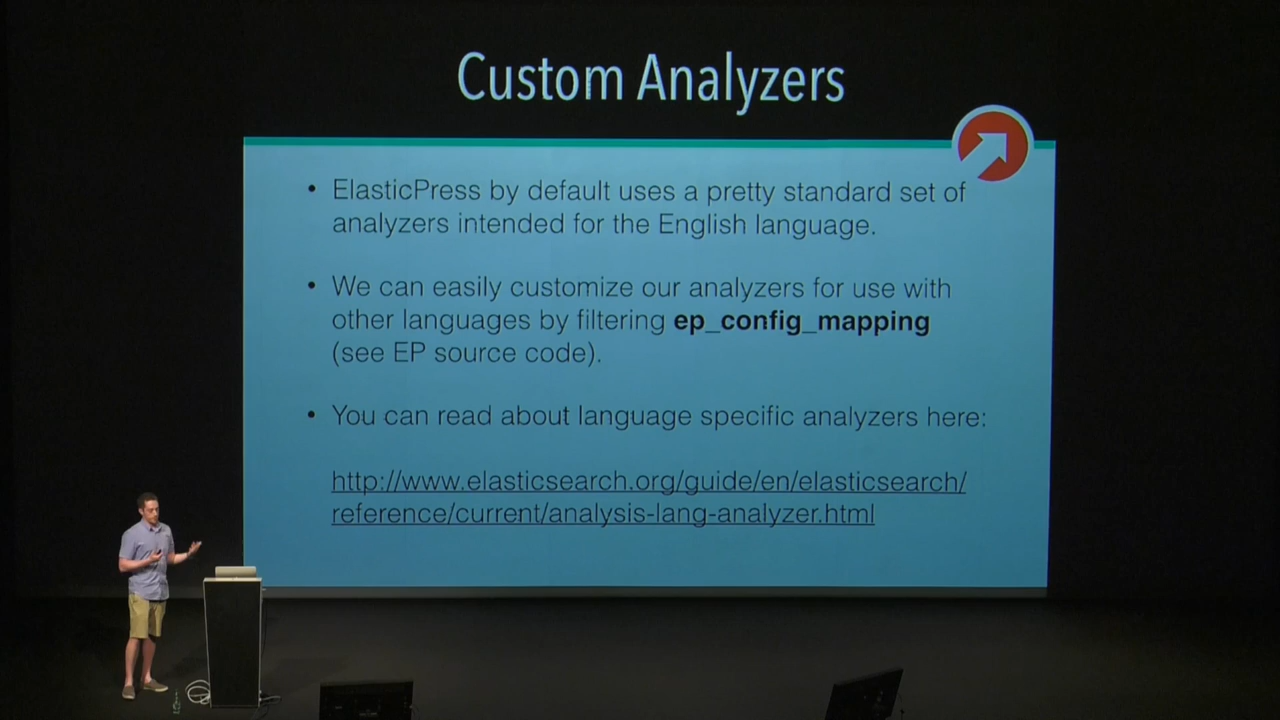 Custom Analyzers
• ElasticPress by default uses a pretty standard set of
analyzers intended for the English language.
• We can easily customize our analyzers for use with
other languages by filtering ep_config_mapping
(see EP source code).
• You can read about language specific analyzers here:
http://www.elasticsearch.org/guide/en/elasticsearch/
reference/current/analysis-lang-analyzer.html